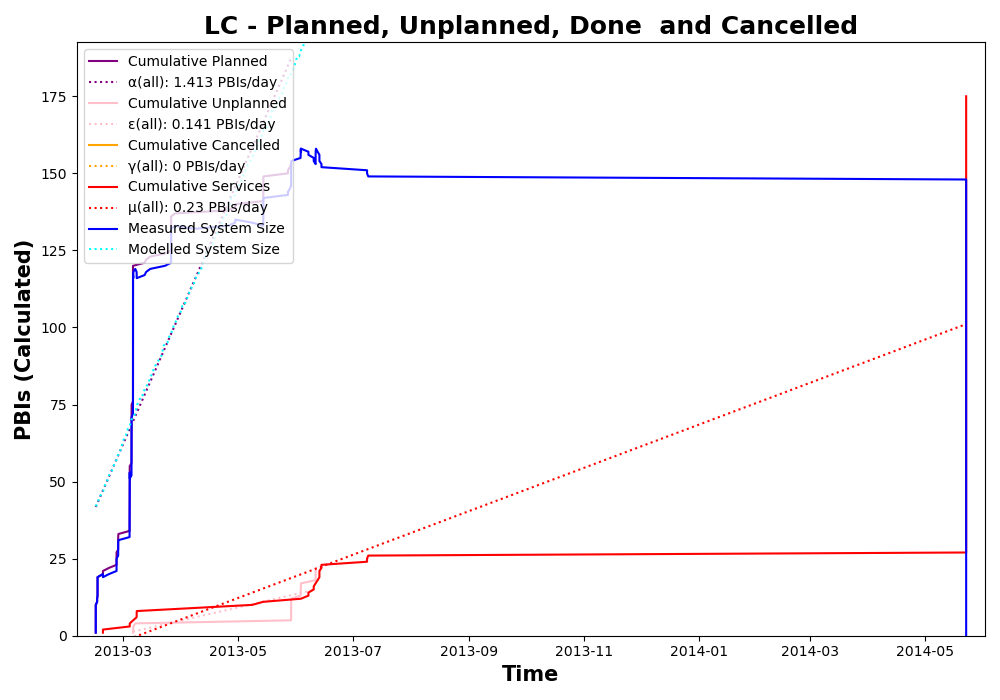 LC - Planned, Unplanned, Done  and Cancelled
Cumulative Planned
α(all): 1.413 PBIs/day
Cumulative Unplanned
ε(all): 0.141 PBIs/day
Cumulative Cancelled
γ(all): 0 PBIs/day
Cumulative Services
μ(all): 0.23 PBIs/day
Measured System Size
Modelled System Size
PBIs (Calculated)
175
150
125
100
75
50
25
0
2013-03 2013-05 2013-07 2013-09 2013-11 2014-01 2014-03 2014-05
Time